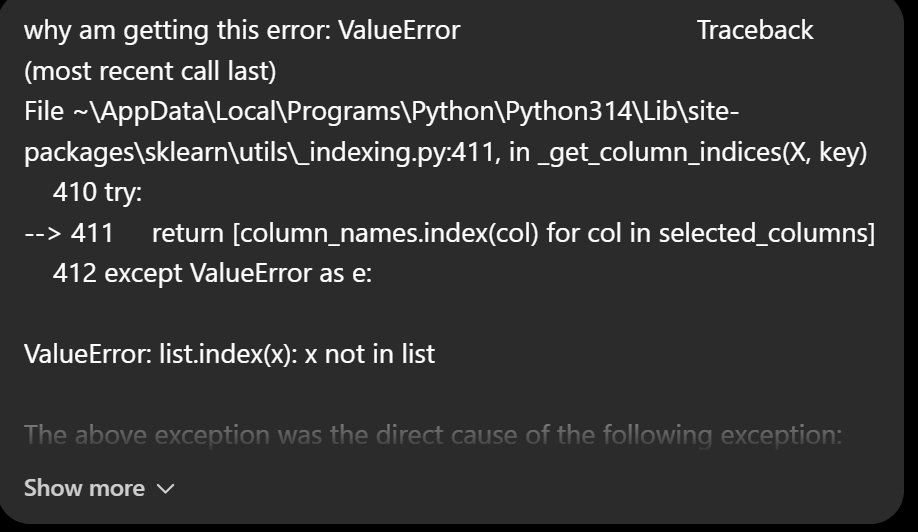 why am getting this error: ValueError Traceback
(most recent call last)
File ~\AppData\Local\Programs\Python\Python314\Lib\site-
packages\sklearn\utils\_indexing.py:411, in _get_column_indices(X, key)
410 try:
--> 411 return [column_names.index(col) for col in selected_columns]
412 except ValueError as e:
ValueError: list.index(x): x not in list
The above exception was the direct cause of the following exception:
Show more